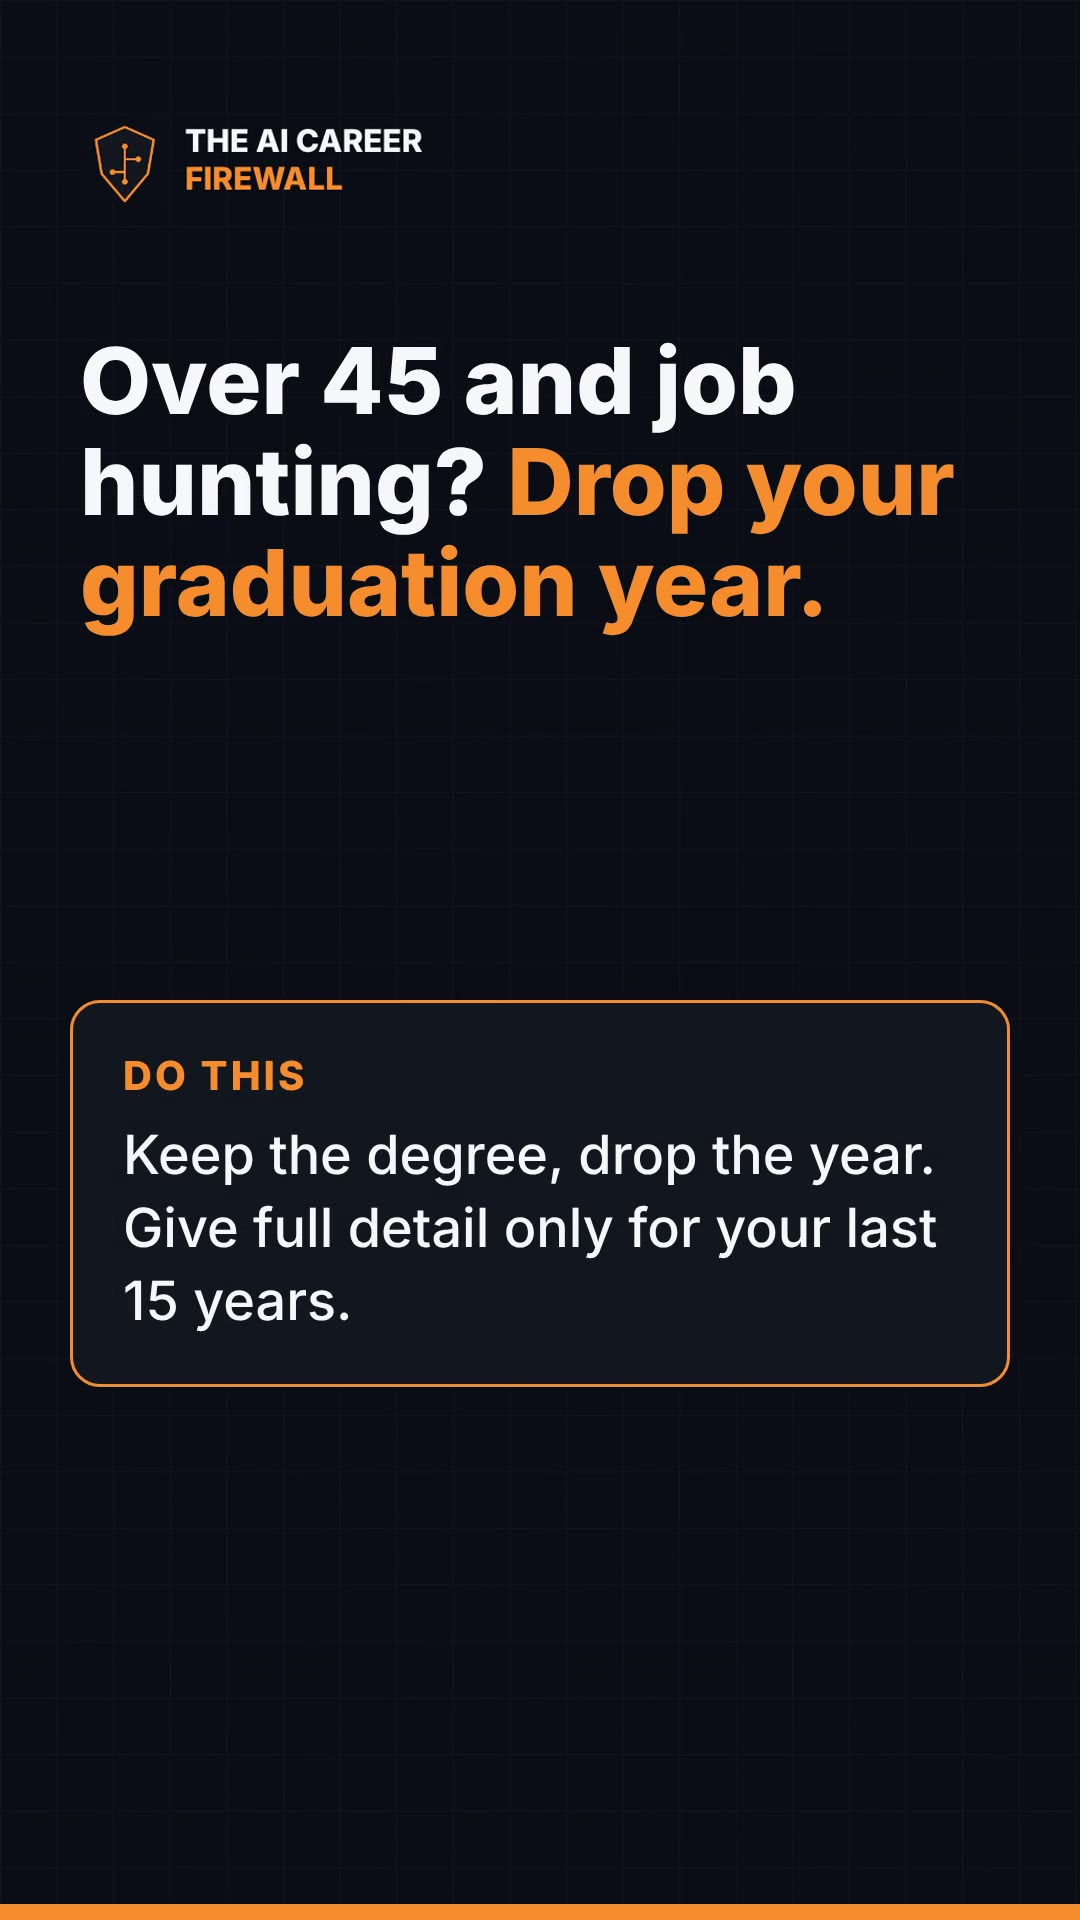 THE AI CAREER
FIREWALL
Over 45 and job
hunting? Drop your
graduation year.
DO THIS
Keep the degree, drop the year.
Give full detail only for your last
15 years.